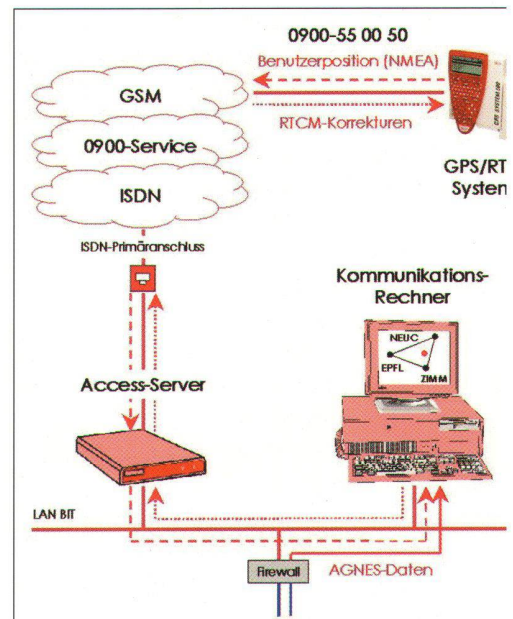 0900-55 00 50
Benutzerposition (NMEA)
GSM
RTCM-Korrekturen
0900-Service
GPS/RT
System
ISDN
ISDN-Primäranschluss
Kommunikations-
Rechner
NEUC
EPFL
ZIMM
Access-Server
LAN BIT
Firewall
AGNES-Daten